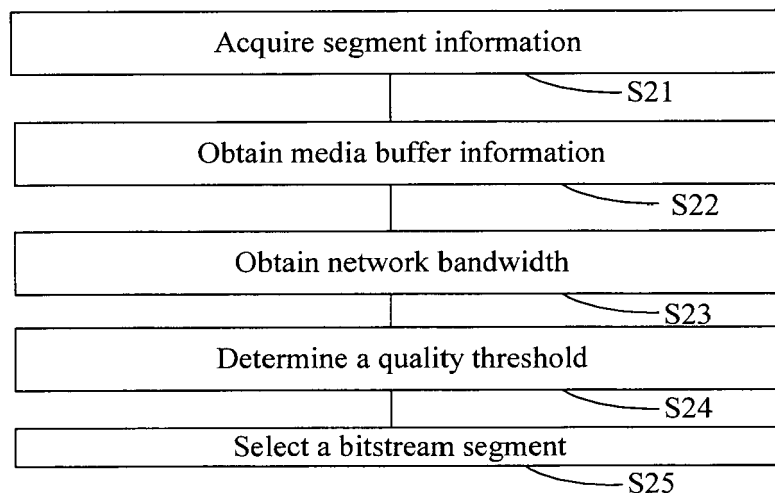 Acquire segment information
S21
Obtain media buffer information
S22
Obtain network bandwidth
S23
Determine a quality threshold
S24
Select a bitstream segment
S25